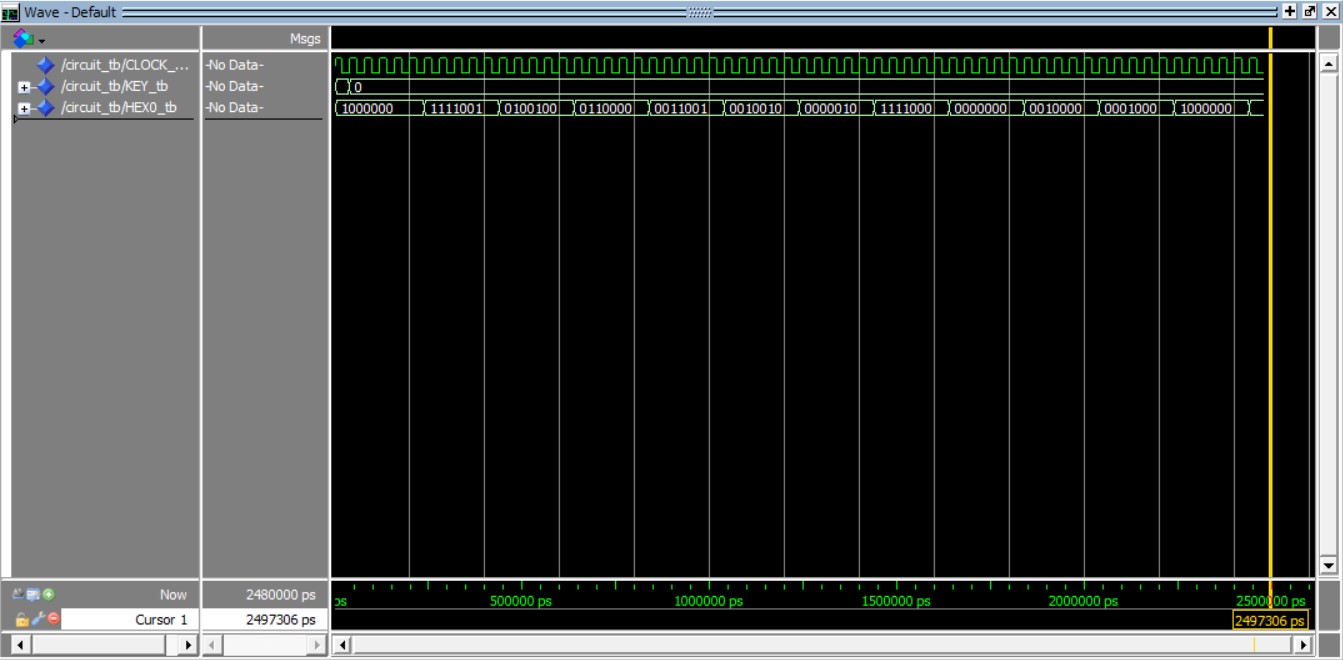 Wave - Default
Msgs
/circuit_tb/CLOCK_... -No Data-
/circuit_tb/KEY_tb -No Data- 0
/circuit_tb/HEX0_tb -No Data- 1000000 1111001 0100100 0110000 0011001 0010010 0000010 1111000 0000000 0010000 0001000 1000000
Now 2480000 ps ps 500000 ps 1000000 ps 1500000 ps 2000000 ps 2500000 ps
Cursor 1 2497306 ps 2497306 ps